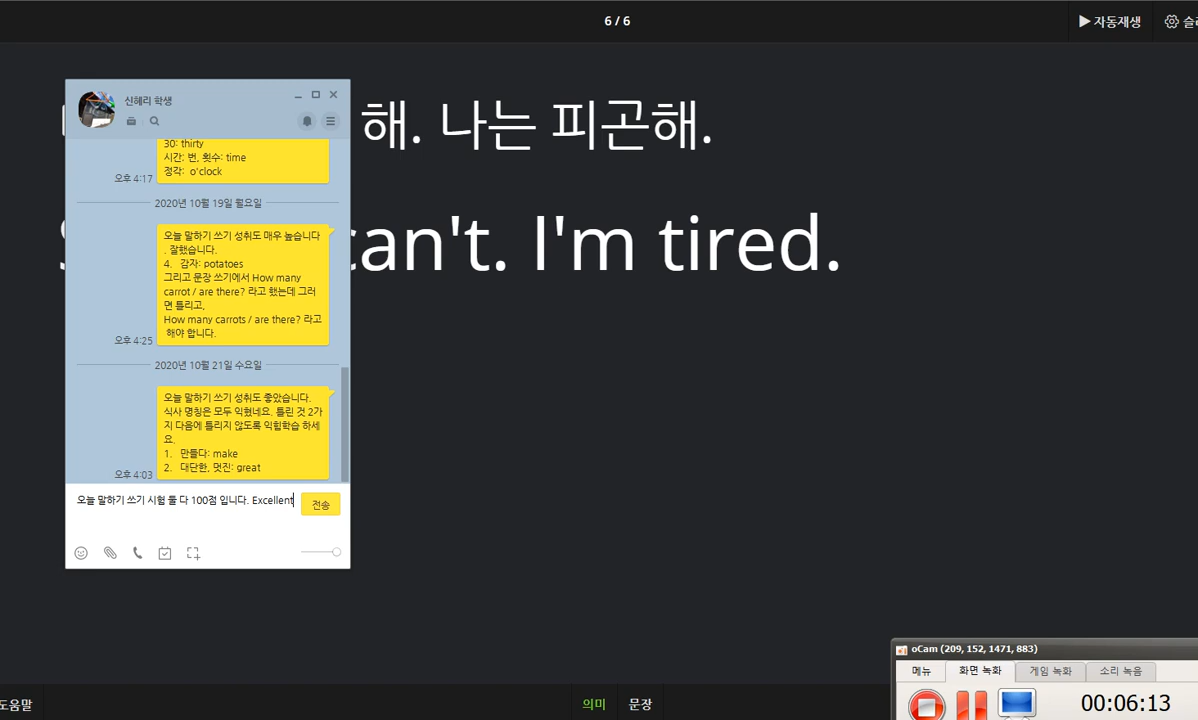 6 / 6
▶ 자동재생
슬라
해. 나는 피곤해.
can't. I'm tired.
신혜리 학생
30: thirty
시간: 번, 횟수: time
정각: o'clock
오후 4:17
2020년 10월 19일 월요일
오늘 말하기 쓰기 성취도 매우 높습니다
. 잘했습니다.
4. 감자: potatoes
그리고 문장 쓰기에서 How many
carrot / are there? 라고 했는데 그러
면 틀리고,
How many carrots / are there? 라고
해야 합니다.
오후 4:25
2020년 10월 21일 수요일
오늘 말하기 쓰기 성취도 좋았습니다.
식사 명칭은 모두 익혔네요. 틀린 것 2가
지 다음에 틀리지 않도록 익힘학습 하세
요.
1. 만들다: make
2. 대단한, 멋진: great
오후 4:03
오늘 말하기 쓰기 시험 둘 다 100점 입니다. Excellent
전송
도움말
의미
문장
oCam (209, 152, 1471, 883)
메뉴
화면 녹화
게임 녹화
소리 녹음
00:06:13